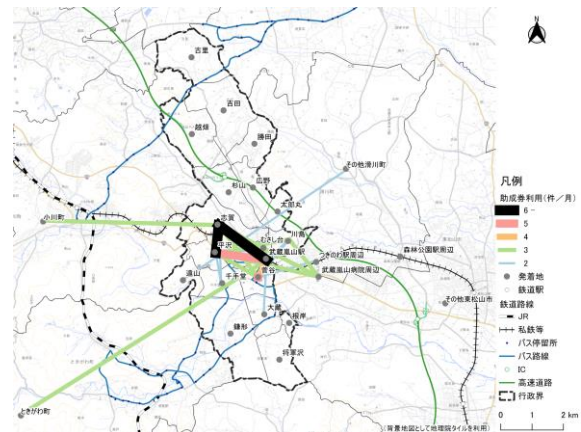 N
古里
吉田
越畑
勝田
その他滑川町
広野
杉山
太郎丸
小川町
志賀
川島
むさし台
平沢
武蔵嵐山駅
つきのわ駅周辺
森林公園駅周辺
菅谷
武蔵嵐山病院周辺
遠山
千手堂
その他東松山市
大蔵
根岸
鎌形
将軍沢
ときがわ町
凡例
助成券利用(件/月)
6 -
5
4
3
2
発着地
鉄道駅
鉄道路線
JR
私鉄等
バス停留所
バス路線
IC
高速道路
行政界
0 1 2 km
(背景地図として地理院タイルを利用)